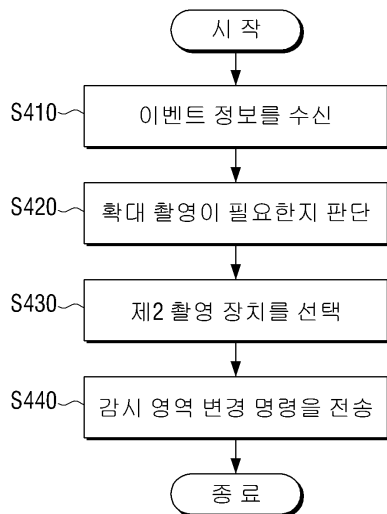 시 작
S410
이벤트 정보를 수신
S420
확대 촬영이 필요한지 판단
S430
제2 촬영 장치를 선택
S440
감시 영역 변경 명령을 전송
종 료